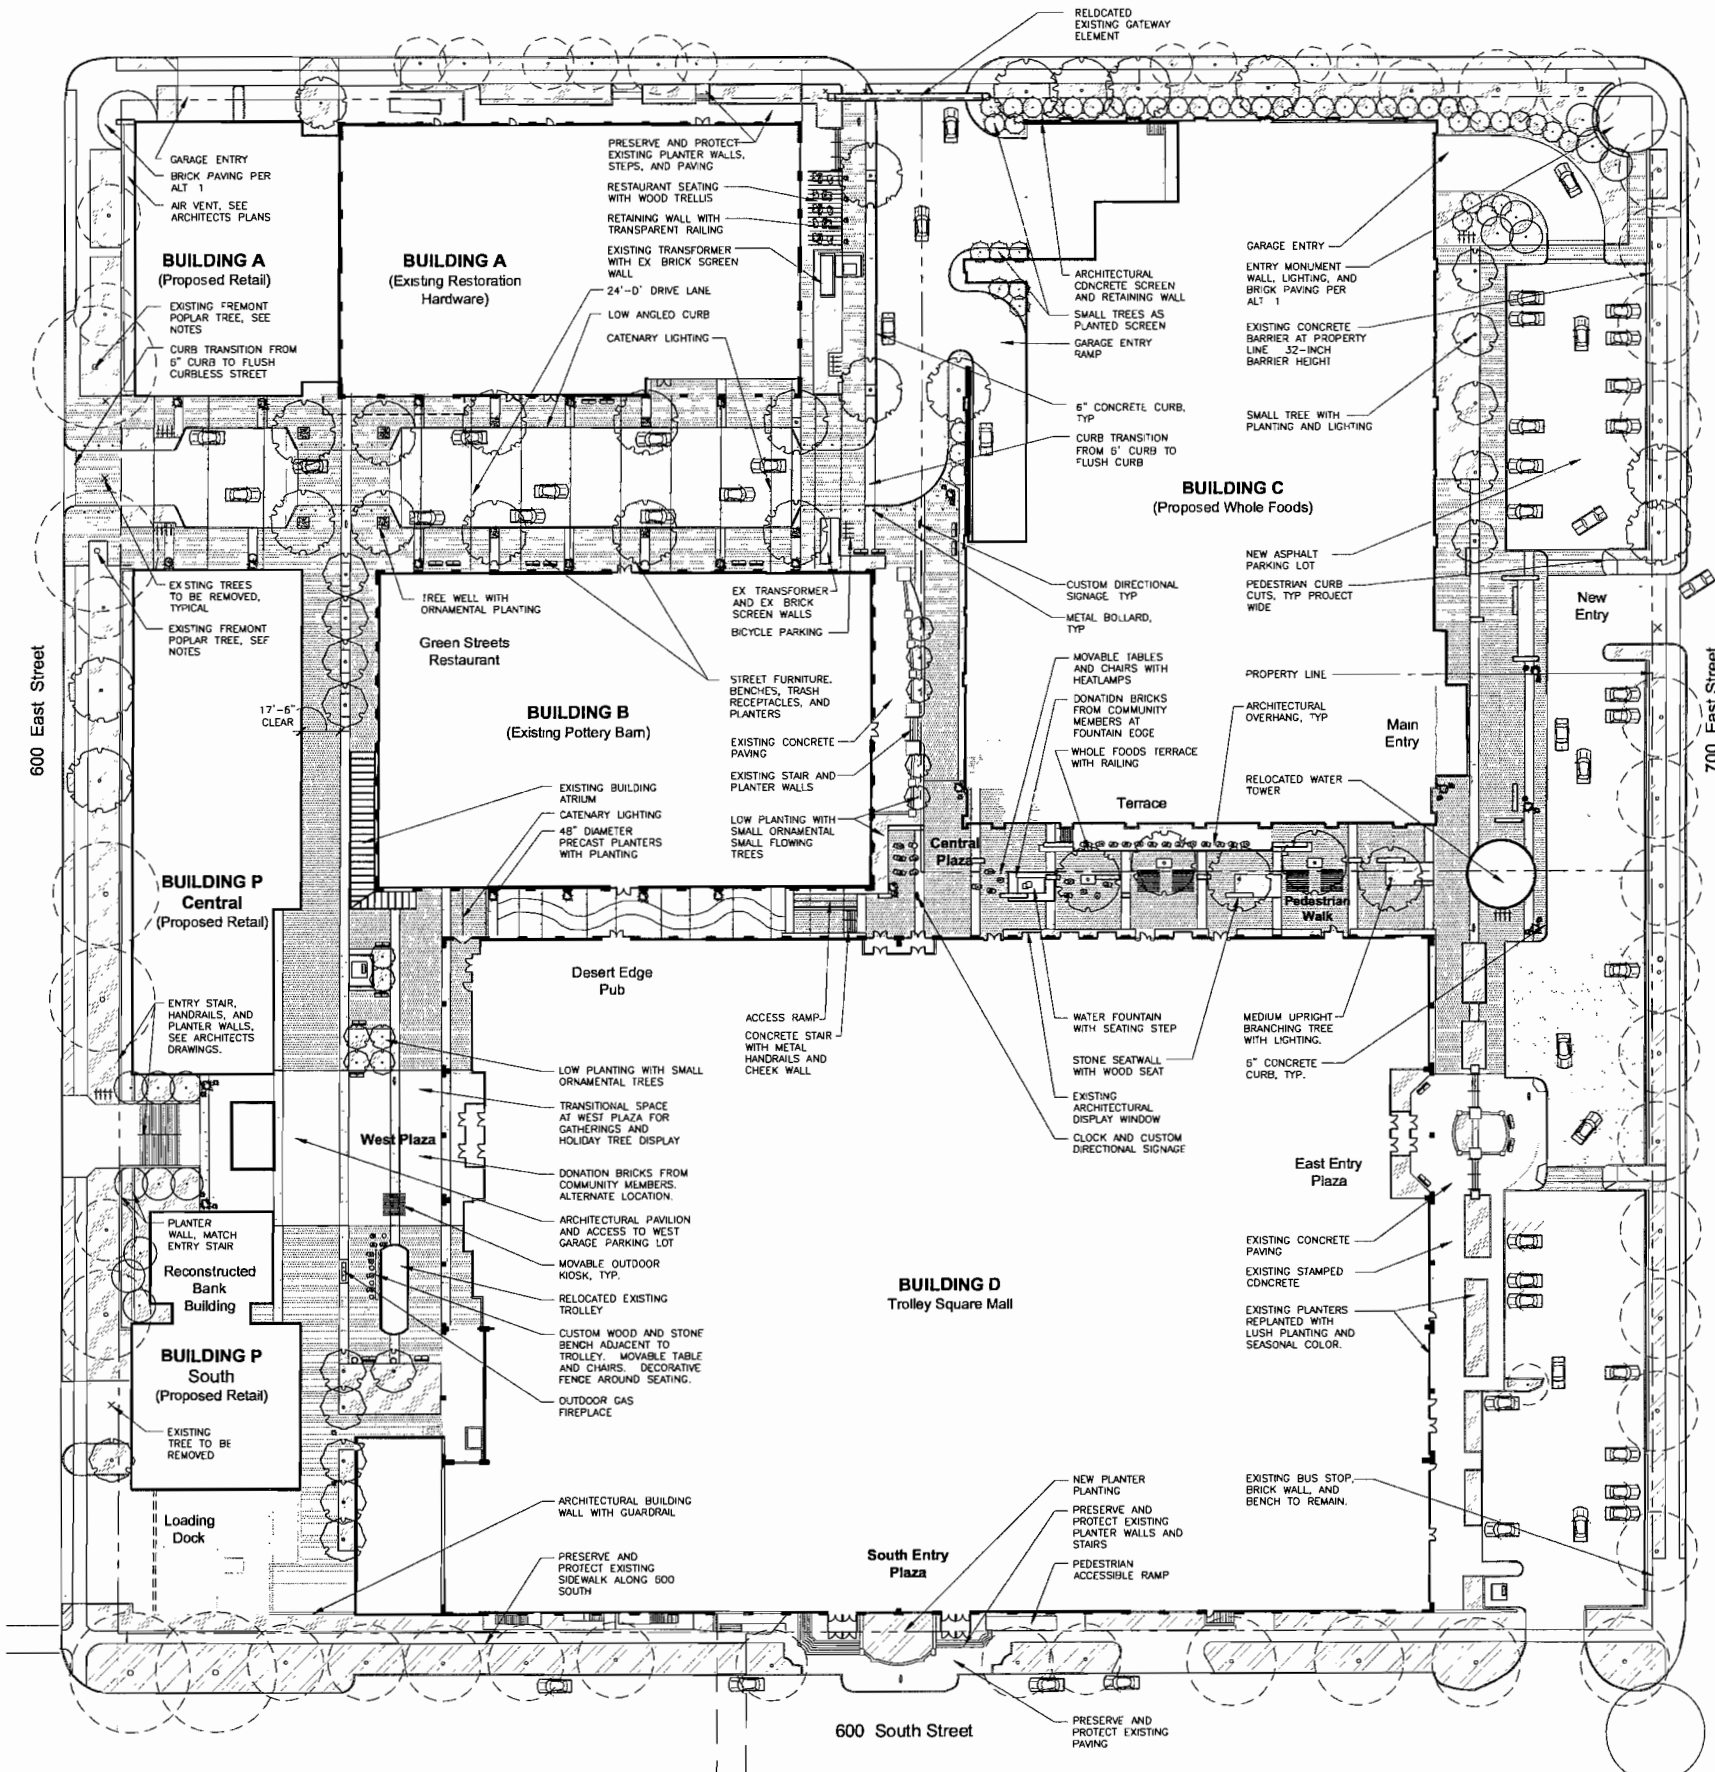 RELOCATED
EXISTING GATEWAY
ELEMENT
GARAGE ENTRY
BRICK PAVING PER
ALT 1
AIR VENT, SEE
ARCHITECTS PLANS
BUILDING A
(Proposed Retail)
EXISTING FREMONT
POPLAR TREE, SEE
NOTES
CURB TRANSITION FROM
6" CURB TO FLUSH
CURBLESS STREET
BUILDING A
(Existing Restoration
Hardware)
PRESERVE AND PROTECT
EXISTING PLANTER WALLS,
STEPS, AND PAVING
RESTAURANT SEATING
WITH WOOD TRELLIS
RETAINING WALL WITH
TRANSPARENT RAILING
EXISTING TRANSFORMER
WITH EX BRICK SCREEN
WALL
24'-0' DRIVE LANE
LOW ANGLED CURB
CATENARY LIGHTING
ARCHITECTURAL
CONCRETE SCREEN
AND RETAINING WALL
SMALL TREES AS
PLANTED SCREEN
GARAGE ENTRY
RAMP
6" CONCRETE CURB,
TYP
CURB TRANSITION
FROM 6' CURB TO
FLUSH CURB
GARAGE ENTRY
ENTRY MONUMENT
WALL, LIGHTING, AND
BRICK PAVING PER
ALT 1
EXISTING CONCRETE
BARRIER AT PROPERTY
LINE 32-INCH
BARRIER HEIGHT
SMALL TREE WITH
PLANTING AND LIGHTING
BUILDING C
(Proposed Whole Foods)
NEW ASPHALT
PARKING LOT
PEDESTRIAN CURB
CUTS, TYP PROJECT
WIDE
New
Entry
EXISTING TREES
TO BE REMOVED,
TYPICAL
EXISTING FREMONT
POPLAR TREE, SEE
NOTES
TREE WELL WITH
ORNAMENTAL PLANTING
Green Streets
Restaurant
EX TRANSFORMER
AND EX BRICK
SCREEN WALLS
BICYCLE PARKING
CUSTOM DIRECTIONAL
SIGNAGE TYP
METAL BOLLARD,
TYP
600 East Street
700 East Street
17'-6"
CLEAR
BUILDING B
(Existing Pottery Barn)
STREET FURNITURE.
BENCHES, TRASH
RECEPTACLES, AND
PLANTERS
EXISTING CONCRETE
PAVING
EXISTING STAIR AND
PLANTER WALLS
LOW PLANTING WITH
SMALL ORNAMENTAL
SMALL FLOWING
TREES
MOVABLE TABLES
AND CHAIRS WITH
HEATLAMPS
DONATION BRICKS
FROM COMMUNITY
MEMBERS AT
FOUNTAIN EDGE
WHOLE FOODS TERRACE
WITH RAILING
PROPERTY LINE
ARCHITECTURAL
OVERHANG, TYP
RELOCATED WATER
TOWER
Main
Entry
Terrace
Central
Plaza
Pedestrian
Walk
EXISTING BUILDING
ATRIUM
CATENARY LIGHTING
48" DIAMETER
PRECAST PLANTERS
WITH PLANTING
BUILDING P
Central
(Proposed Retail)
ENTRY STAIR,
HANDRAILS, AND
PLANTER WALLS,
SEE ARCHITECTS
DRAWINGS.
Desert Edge
Pub
ACCESS RAMP
CONCRETE STAIR
WITH METAL
HANDRAILS AND
CHEEK WALL
WATER FOUNTAIN
WITH SEATING STEP
STONE SEATWALL
WITH WOOD SEAT
EXISTING
ARCHITECTURAL
DISPLAY WINDOW
CLOCK AND CUSTOM
DIRECTIONAL SIGNAGE
MEDIUM UPRIGHT
BRANCHING TREE
WITH LIGHTING.
6" CONCRETE
CURB, TYP.
LOW PLANTING WITH SMALL
ORNAMENTAL TREES
TRANSITIONAL SPACE
AT WEST PLAZA FOR
GATHERINGS AND
HOLIDAY TREE DISPLAY
West Plaza
DONATION BRICKS FROM
COMMUNITY MEMBERS.
ALTERNATE LOCATION.
ARCHITECTURAL PAVILION
AND ACCESS TO WEST
GARAGE PARKING LOT
MOVABLE OUTDOOR
KIOSK, TYP.
RELOCATED EXISTING
TROLLEY
CUSTOM WOOD AND STONE
BENCH ADJACENT TO
TROLLEY. MOVABLE TABLE
AND CHAIRS. DECORATIVE
FENCE AROUND SEATING.
OUTDOOR GAS
FIREPLACE
East Entry
Plaza
PLANTER
WALL, MATCH
ENTRY STAIR
Reconstructed
Bank
Building
BUILDING P
South
(Proposed Retail)
EXISTING
TREE TO BE
REMOVED
BUILDING D
Trolley Square Mall
EXISTING CONCRETE
PAVING
EXISTING STAMPED
CONCRETE
EXISTING PLANTERS
REPLANTED WITH
LUSH PLANTING AND
SEASONAL COLOR.
Loading
Dock
ARCHITECTURAL BUILDING
WALL WITH GUARDRAIL
PRESERVE AND
PROTECT EXISTING
SIDEWALK ALONG 600
SOUTH
South Entry
Plaza
NEW PLANTER
PLANTING
PRESERVE AND
PROTECT EXISTING
PLANTER WALLS AND
STAIRS
PEDESTRIAN
ACCESSIBLE RAMP
EXISTING BUS STOP,
BRICK WALL, AND
BENCH TO REMAIN.
600 South Street
PRESERVE AND
PROTECT EXISTING
PAVING